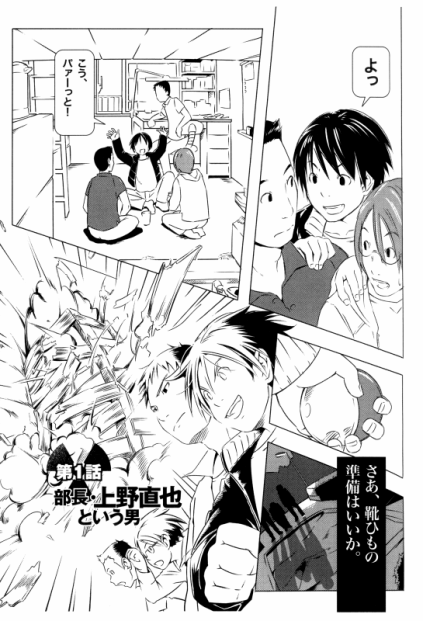 よっ
こう、
パァーっと！
さあ、靴ひもの
準備はいいか。
第1話
部長・上野直也
という男